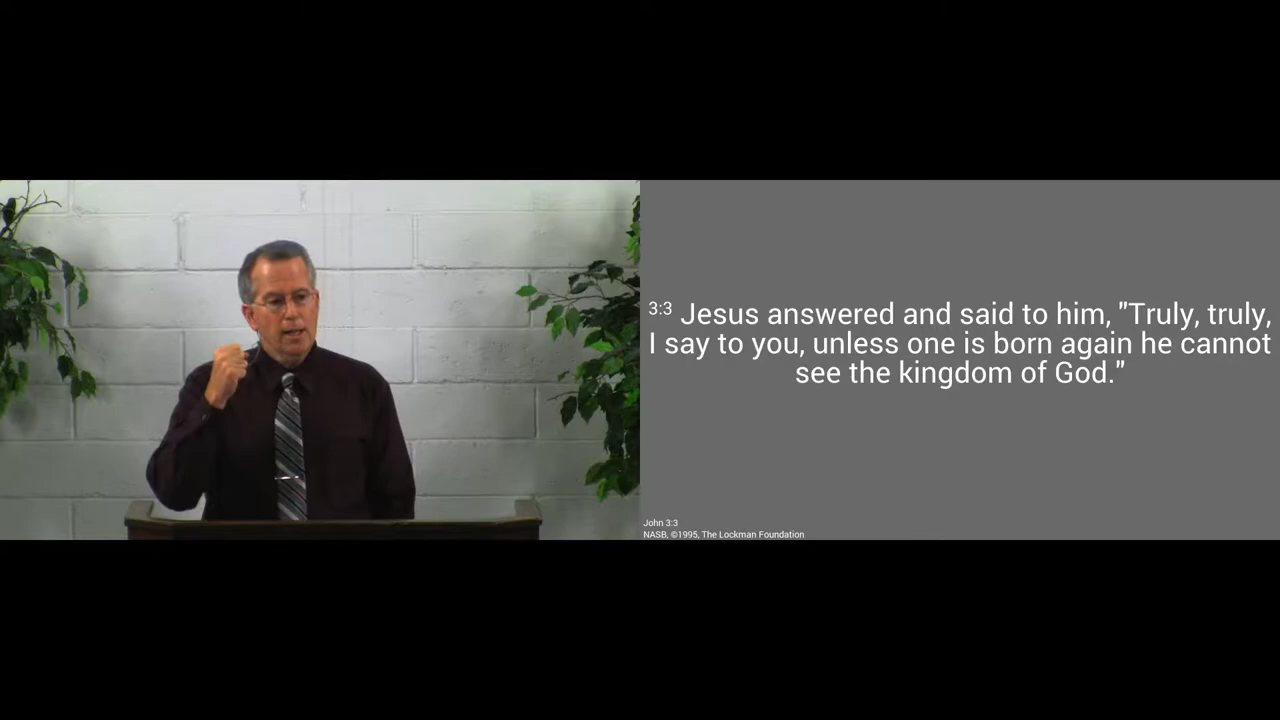 3:3 Jesus answered and said to him, "Truly, truly,
I say to you, unless one is born again he cannot
see the kingdom of God."
John 3:3
NASB, ©1995, The Lockman Foundation